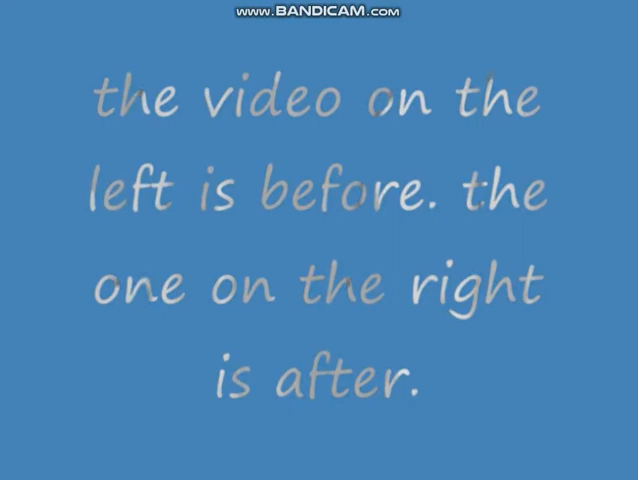 www.BANDICAM.com
the video on the
left is before. the
one on the right
is after.